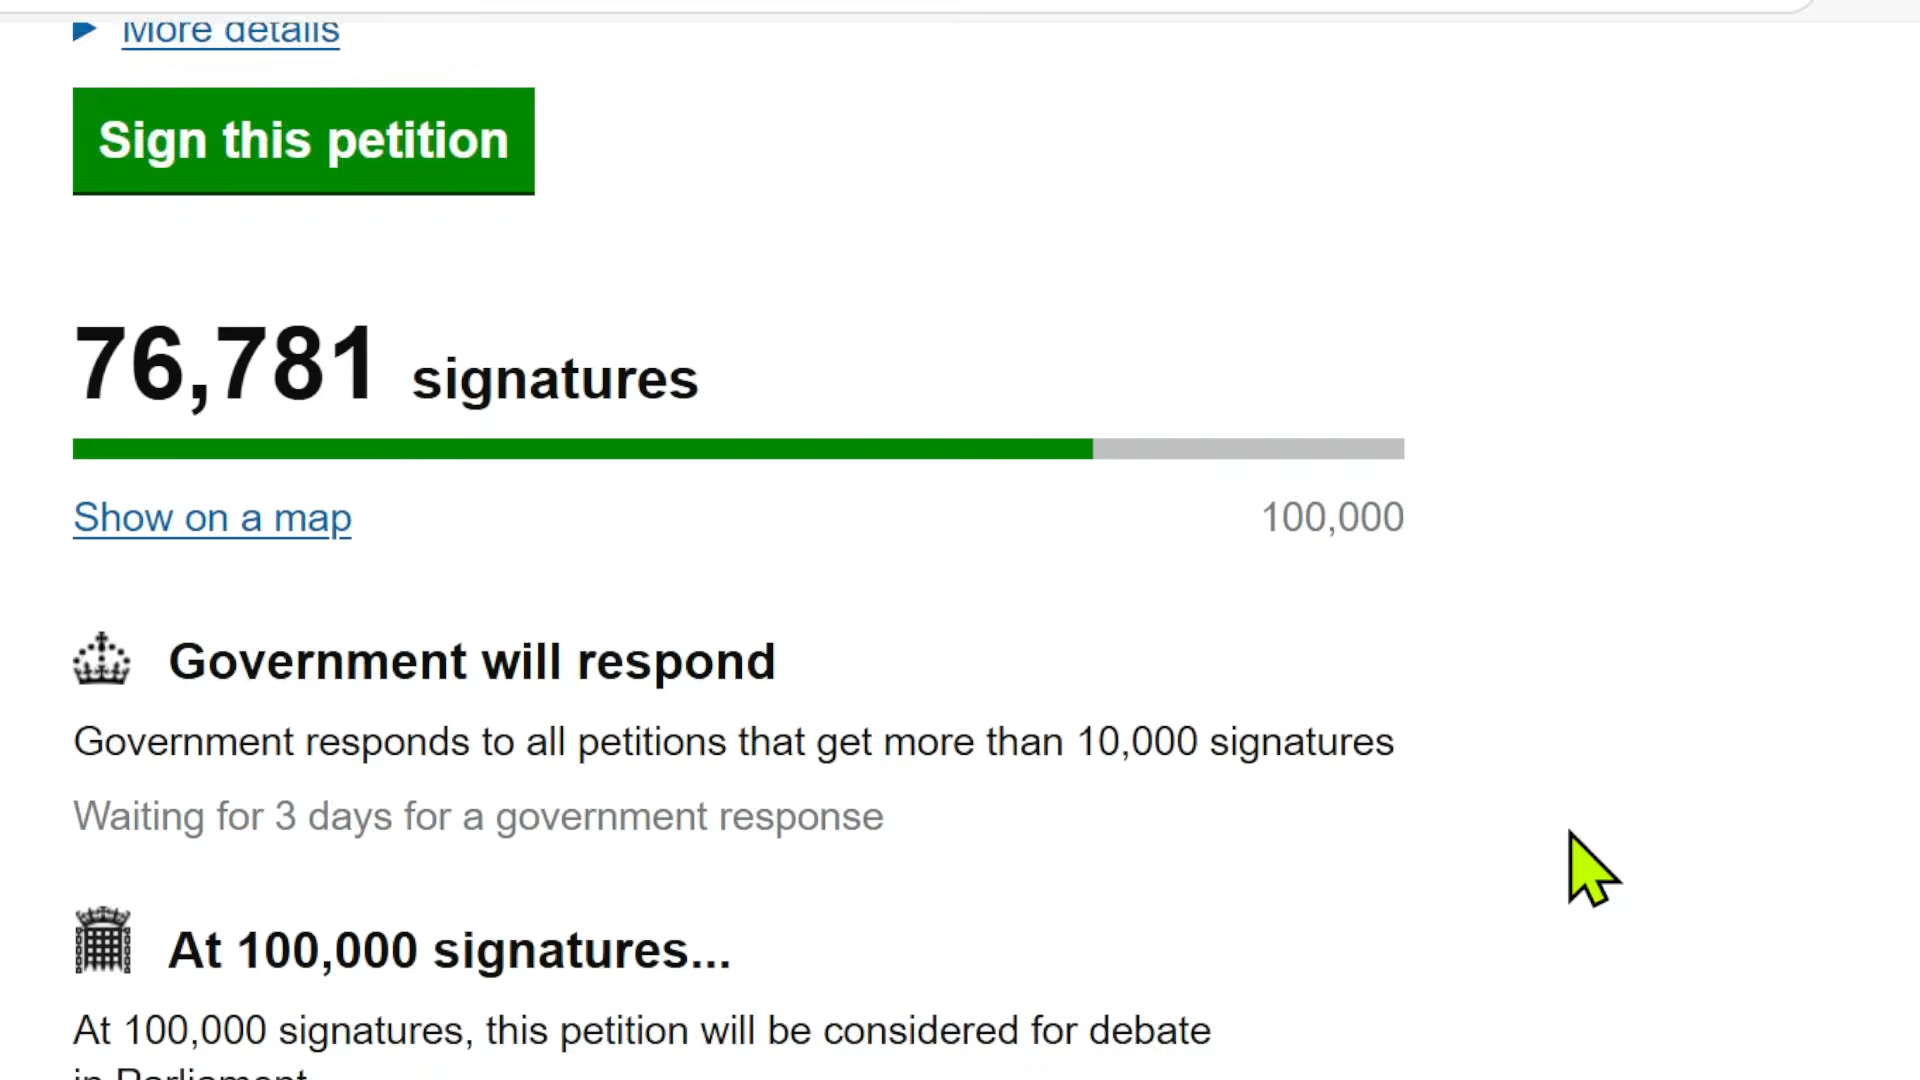 More details
Sign this petition
76,781 signatures
Show on a map
100,000
Government will respond
Government responds to all petitions that get more than 10,000 signatures
Waiting for 3 days for a government response
At 100,000 signatures...
At 100,000 signatures, this petition will be considered for debate
in Parliament